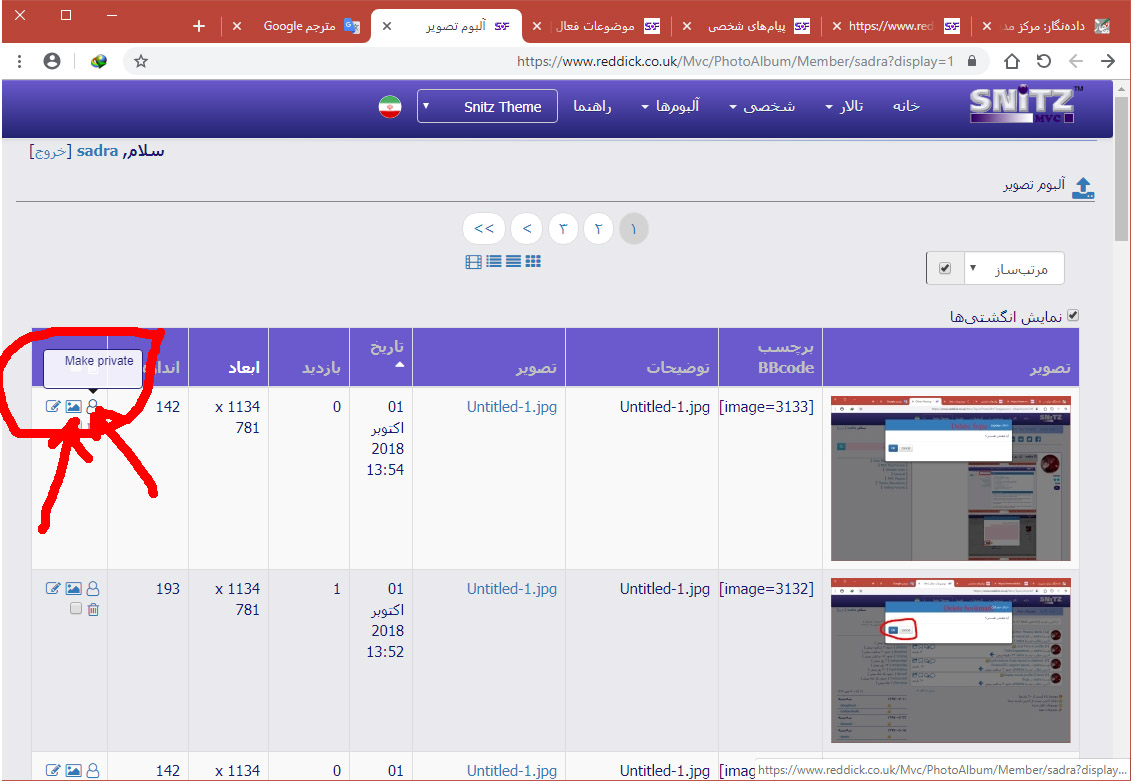 داده‌نگار: مرکز مد
https://www.red
پیام‌های شخصی
موضوعات فعال
آلبوم تصویر
مترجم Google
https://www.reddick.co.uk/Mvc/PhotoAlbum/Member/sadra?display=1
SNITZ™
MVC
خانه
تالار
شخصی
آلبوم‌ها
راهنما
Snitz Theme
سلام, sadra [خروج]
آلبوم تصویر
۱ ۲ ۳ > >>
مرتب‌ساز
نمایش انگشتی‌ها
تصویر
برچسب BBcode
توضیحات
تصویر
تاریخ
بازدید
ابعاد
Make private
[image=3133]
Untitled-1.jpg
Untitled-1.jpg
01
اکتوبر
2018
13:54
0
1134 x
781
142
[image=3132]
Untitled-1.jpg
Untitled-1.jpg
01
اکتوبر
2018
13:52
1
1134 x
781
193
Untitled-1.jpg
Untitled-1.jpg
01
0
1134 x
142
https://www.reddick.co.uk/Mvc/PhotoAlbum/Member/sadra?display...